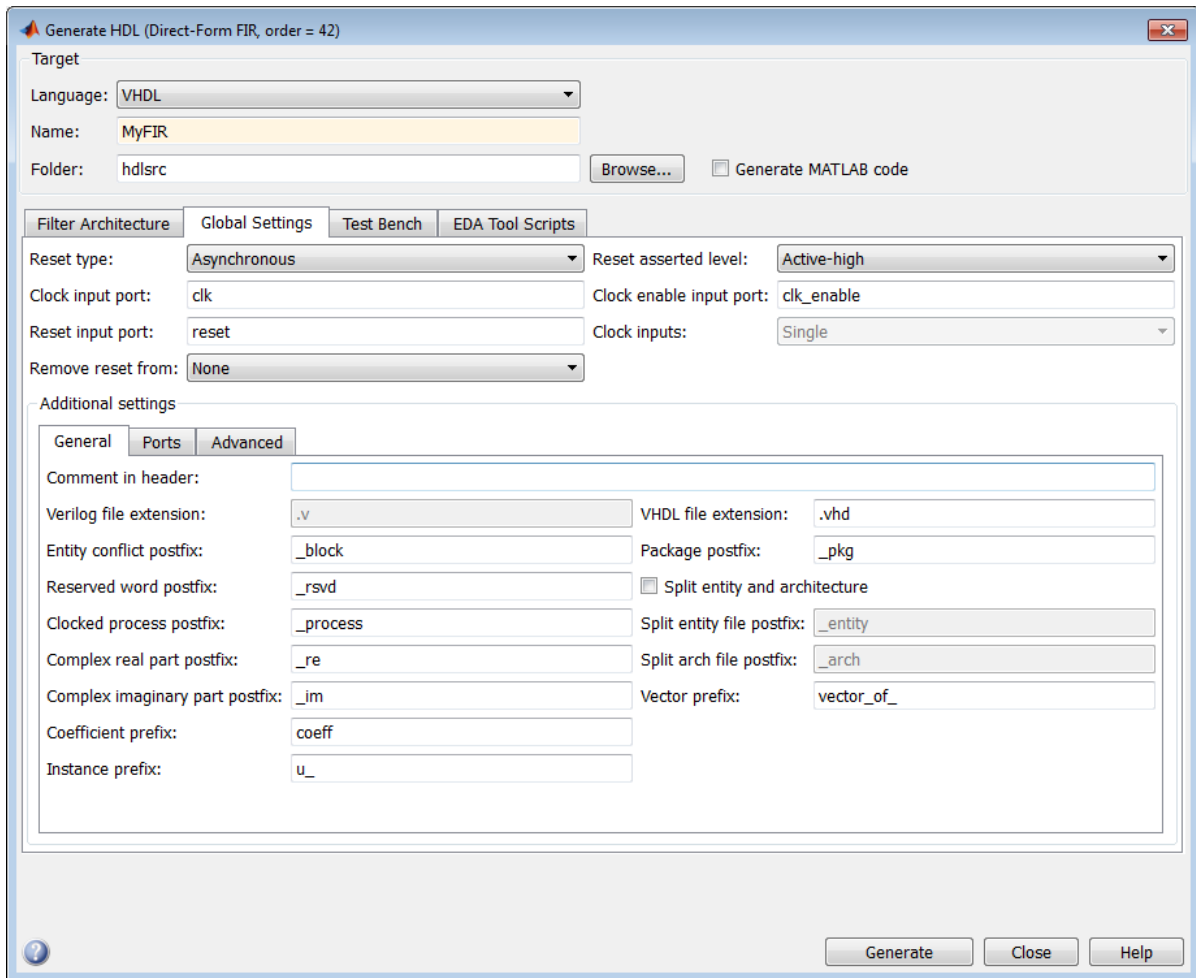 Generate HDL (Direct-Form FIR, order = 42)
Target
Language: VHDL
Name: MyFIR
Folder: hdlsrc Browse... Generate MATLAB code
Filter Architecture Global Settings Test Bench EDA Tool Scripts
Reset type: Asynchronous Reset asserted level: Active-high
Clock input port: clk Clock enable input port: clk_enable
Reset input port: reset Clock inputs: Single
Remove reset from: None
Additional settings
General Ports Advanced
Comment in header:
Verilog file extension: .v VHDL file extension: .vhd
Entity conflict postfix: _block Package postfix: _pkg
Reserved word postfix: _rsvd Split entity and architecture
Clocked process postfix: _process Split entity file postfix: _entity
Complex real part postfix: _re Split arch file postfix: _arch
Complex imaginary part postfix: _im Vector prefix: vector_of_
Coefficient prefix: coeff
Instance prefix: u_
? Generate Close Help